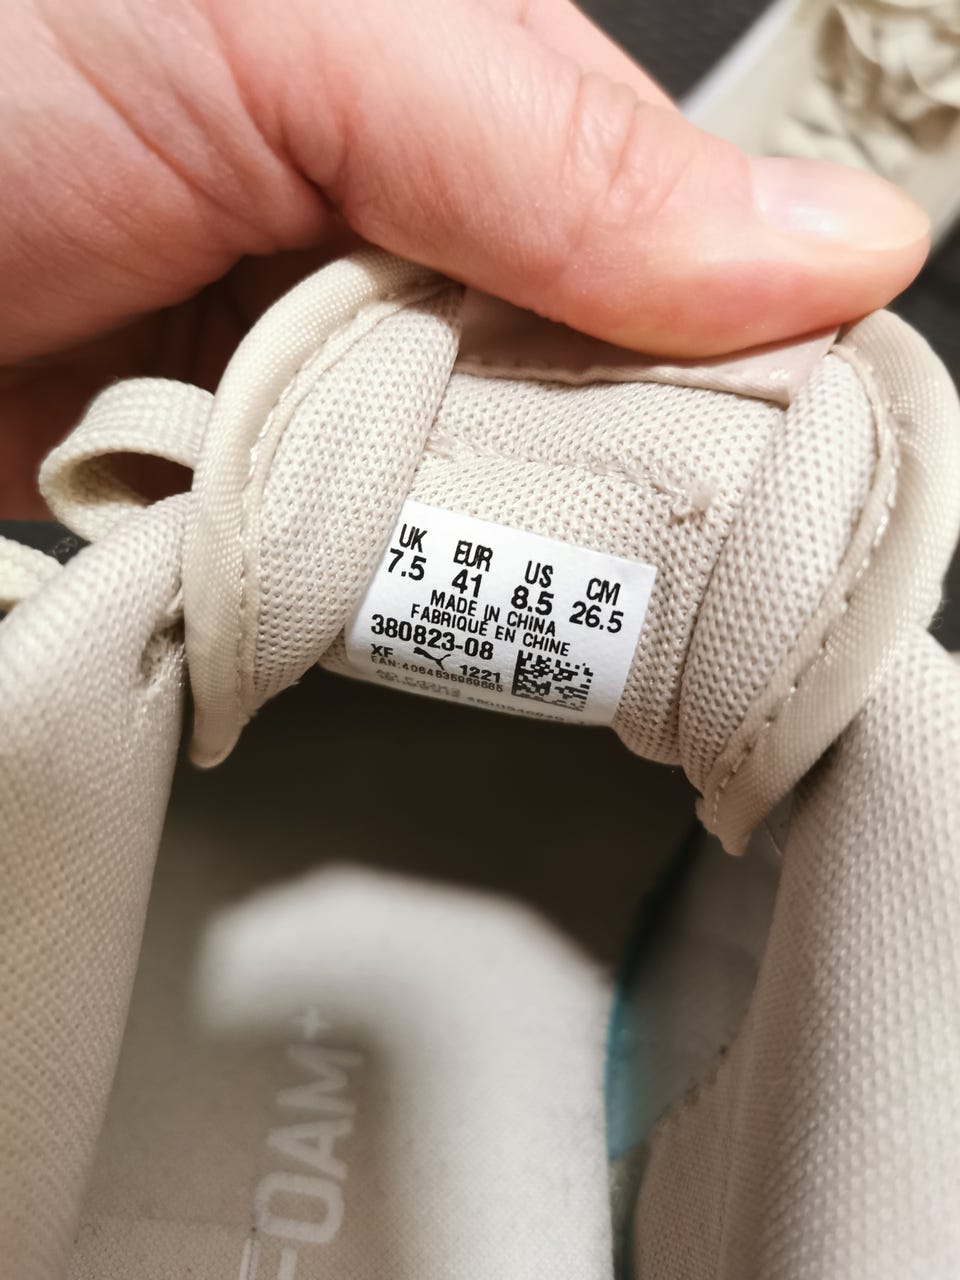 UK EUR US CM
7.5 41 8.5 26.5
MADE IN CHINA
FABRIQUÉ EN CHINE
380823-08
XF 1221
FOAM+